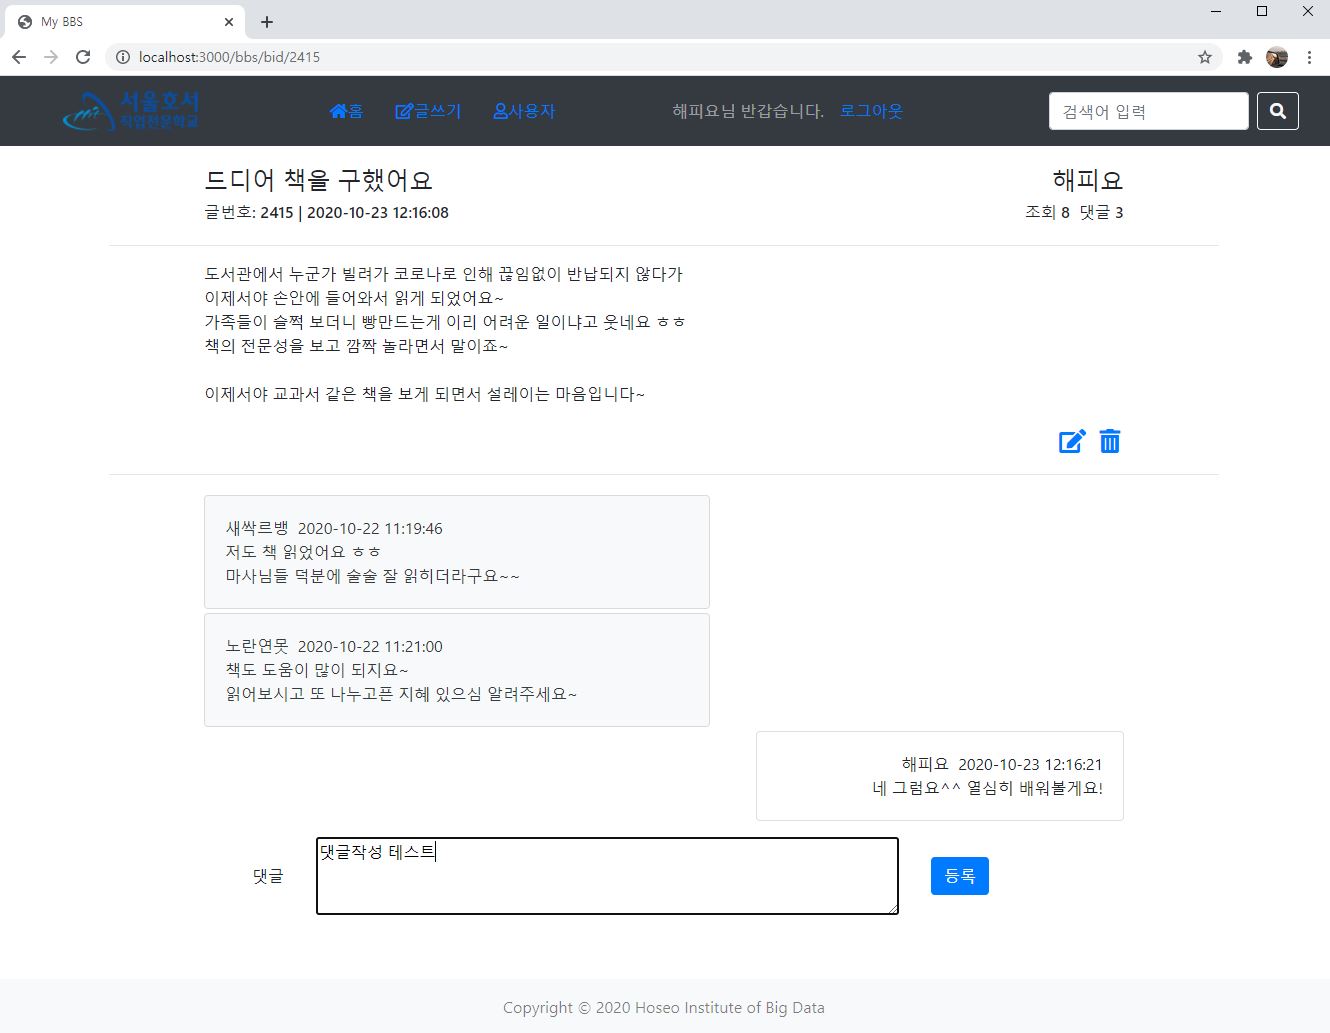 My BBS
localhost:3000/bbs/bid/2415
서울호서
직업전문학교
홈 글쓰기 사용자 해피요님 반갑습니다. 로그아웃 검색어 입력
드디어 책을 구했어요 해피요
글번호: 2415 | 2020-10-23 12:16:08 조회 8 댓글 3
도서관에서 누군가 빌려가 코로나로 인해 끊임없이 반납되지 않다가
이제서야 손안에 들어와서 읽게 되었어요~
가족들이 슬쩍 보더니 빵만드는게 이리 어려운 일이냐고 웃네요 ㅎㅎ
책의 전문성을 보고 깜짝 놀라면서 말이죠~
이제서야 교과서 같은 책을 보게 되면서 설레이는 마음입니다~
새싹르뱅 2020-10-22 11:19:46
저도 책 읽었어요 ㅎㅎ
마사님들 덕분에 술술 잘 읽히더라구요~~
노란연못 2020-10-22 11:21:00
책도 도움이 많이 되지요~
읽어보시고 또 나누고픈 지혜 있으심 알려주세요~
해피요 2020-10-23 12:16:21
네 그럼요^^ 열심히 배워볼게요!
댓글 댓글작성 테스트 등록
Copyright © 2020 Hoseo Institute of Big Data